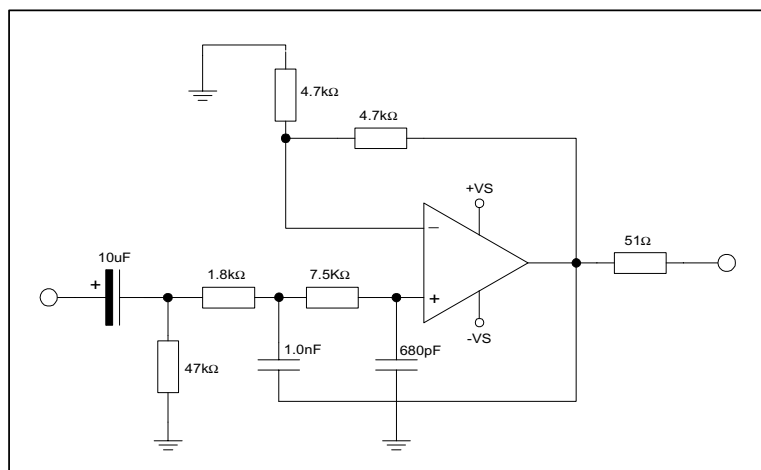 4.7kΩ
4.7kΩ
+VS
−
10uF
+
1.8kΩ
7.5KΩ
+
51Ω
-VS
47kΩ
1.0nF
680pF